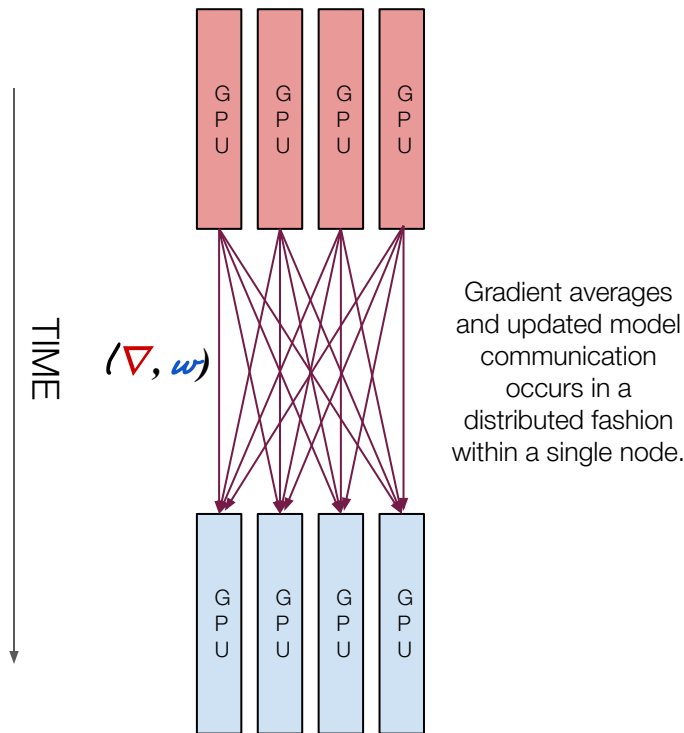 G G G G
P P P P
U U U U
TIME
(∇, w)
Gradient averages
and updated model
communication
occurs in a
distributed fashion
within a single node.
G G G G
P P P P
U U U U